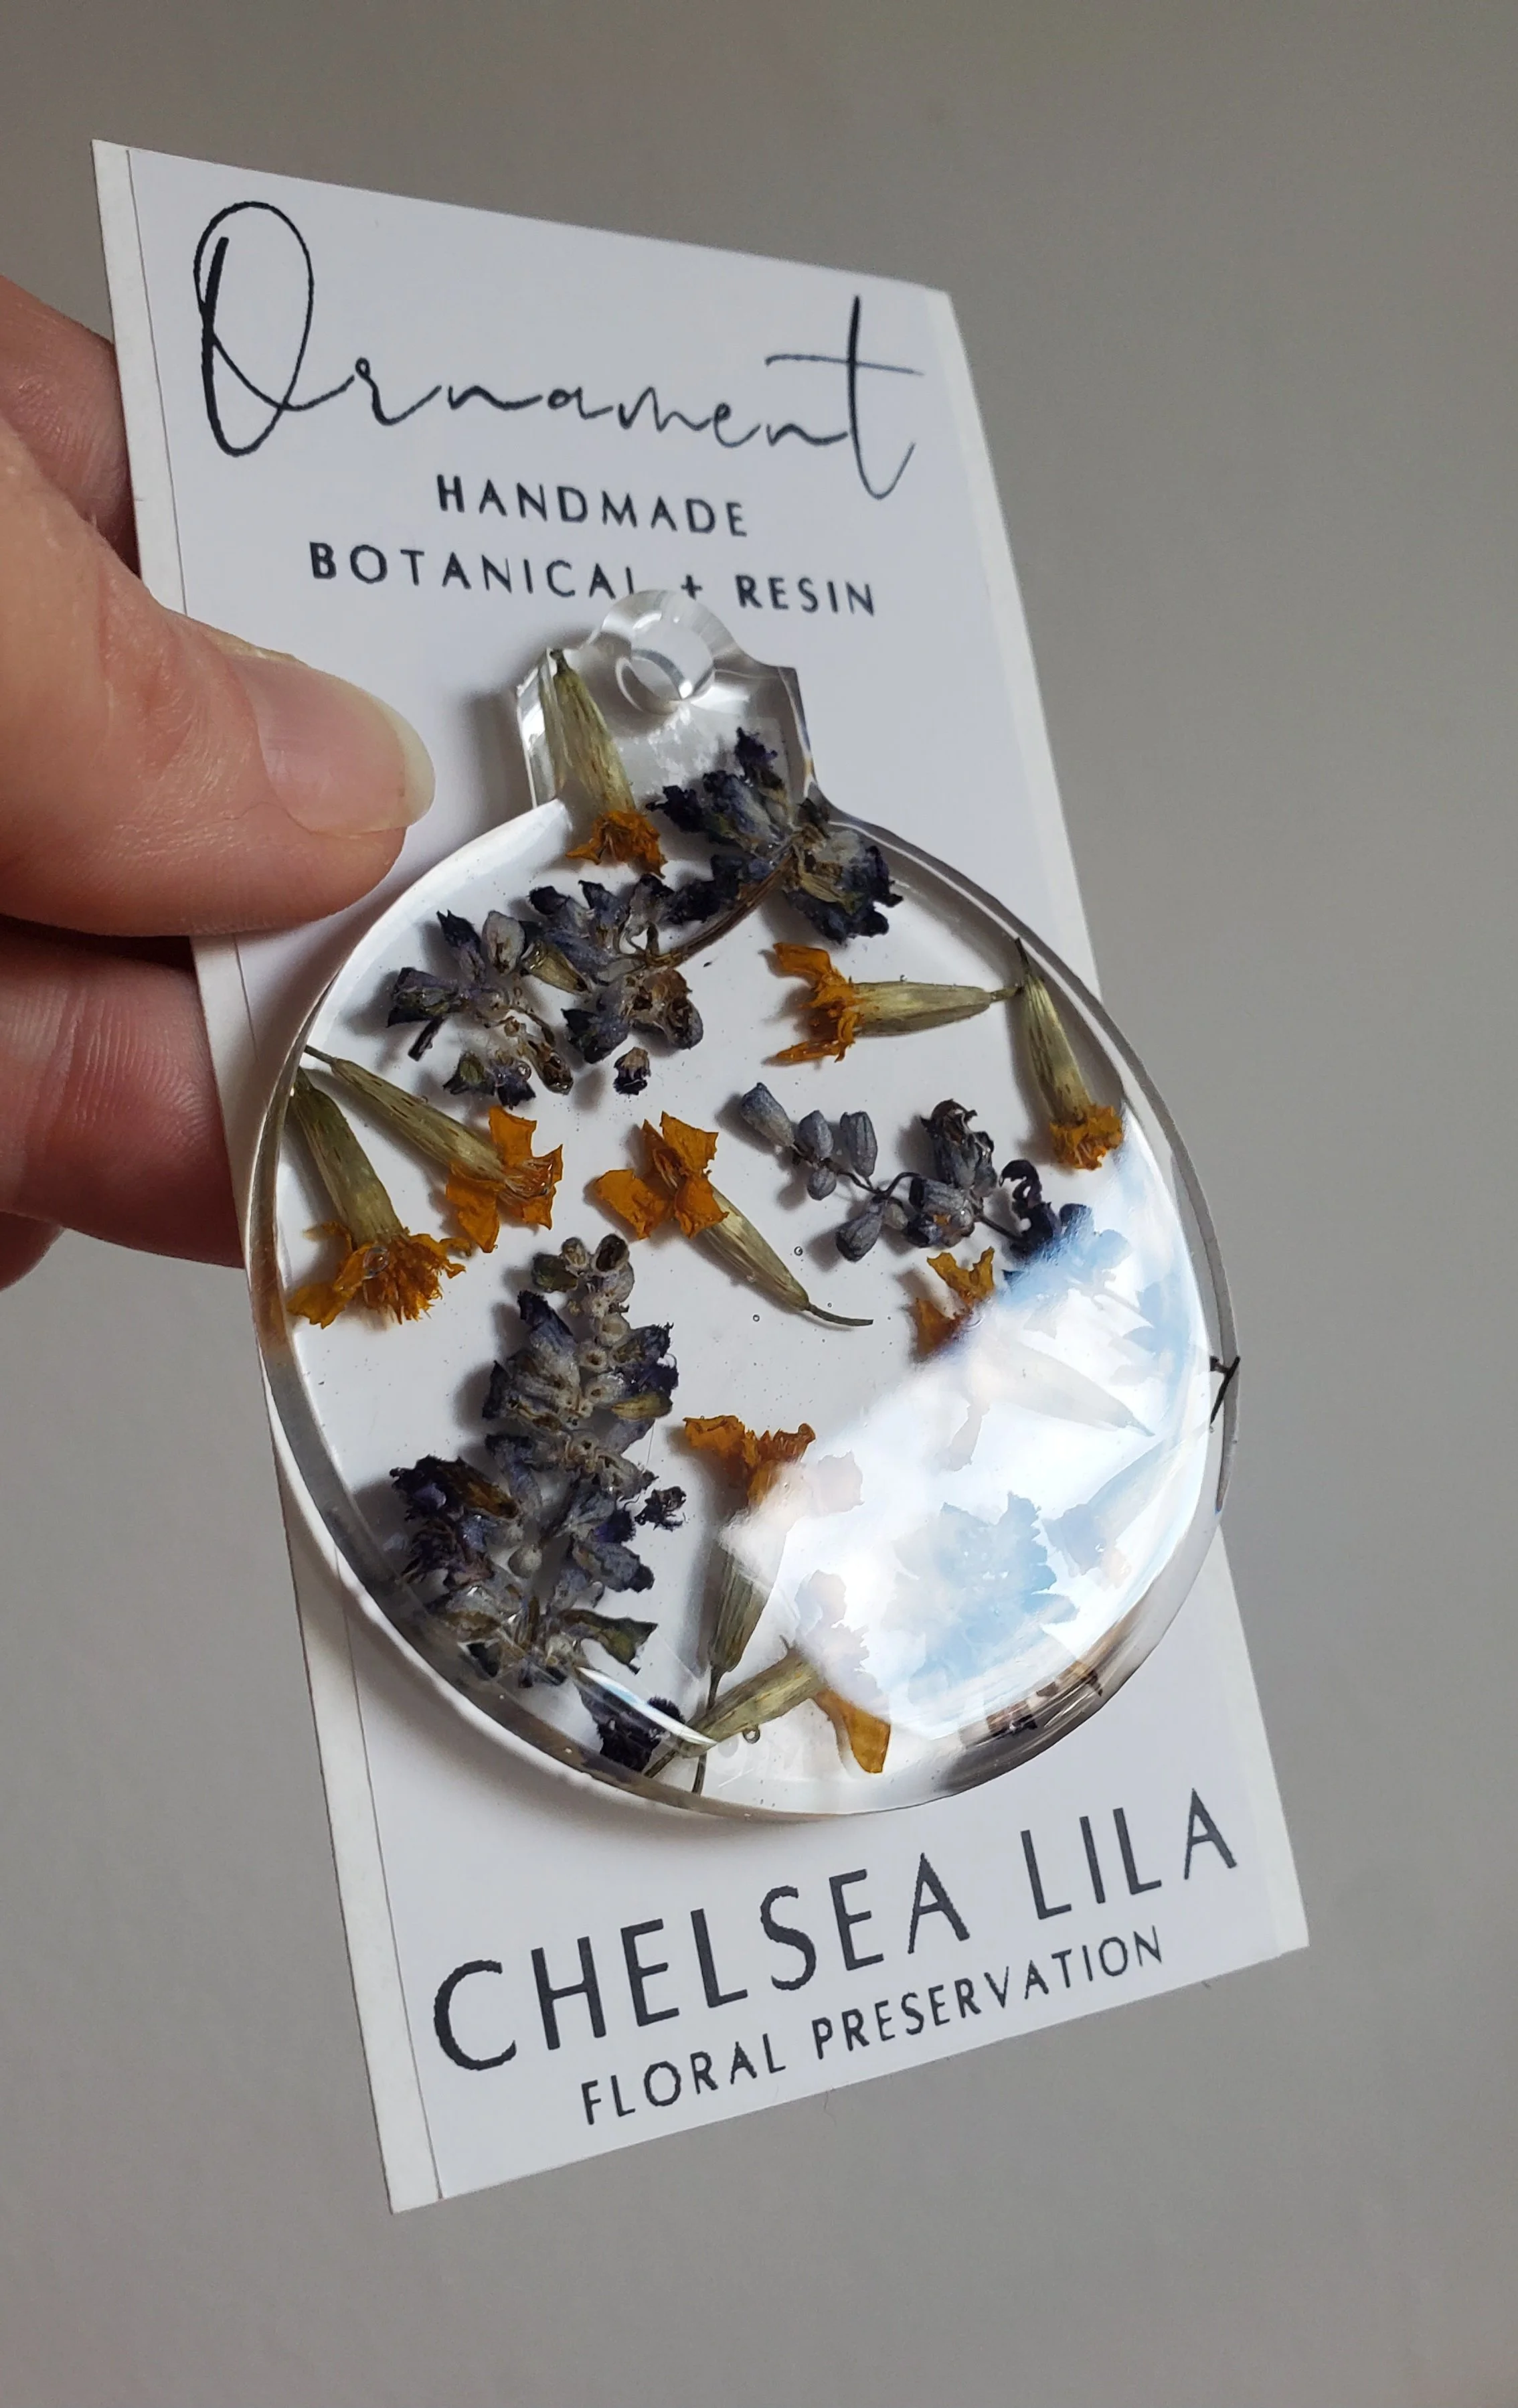 Ornament
HANDMADE
BOTANICAL + RESIN
CHELSEA LILA
FLORAL PRESERVATION